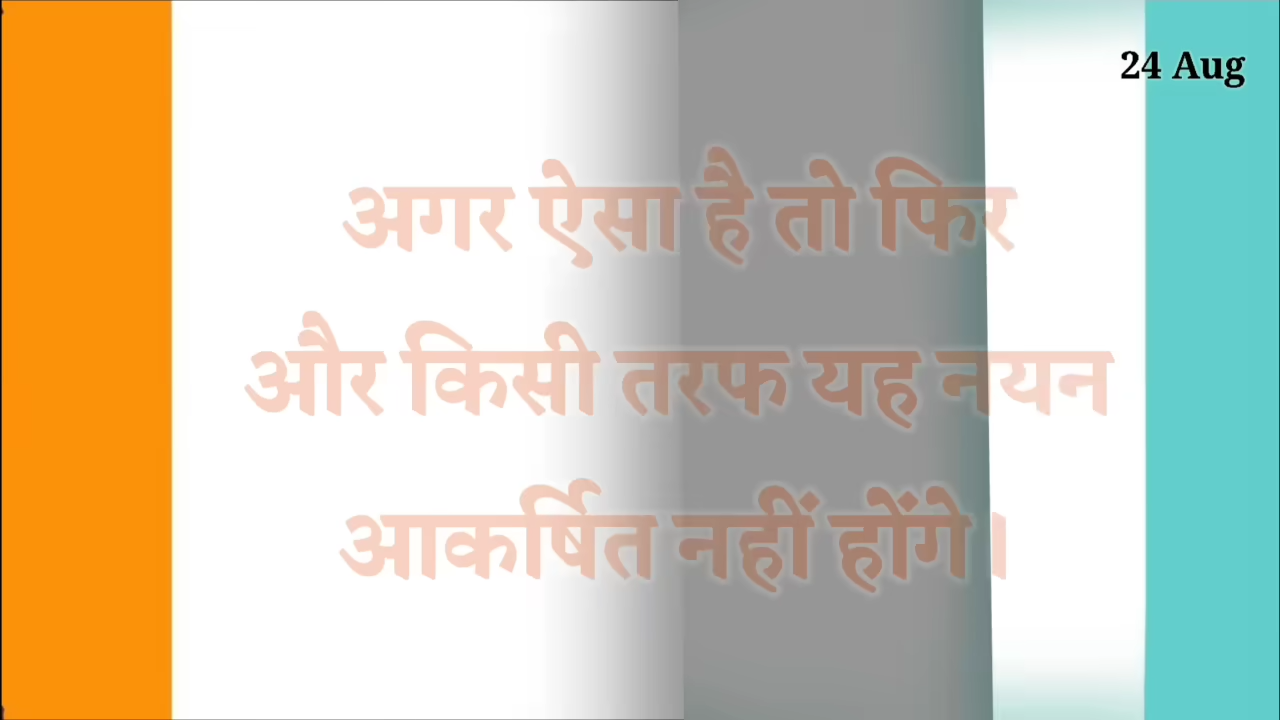 24 Aug
अगर ऐसा है तो फिर
और किसी तरफ यह नयन
आकर्षित नहीं होंगे।